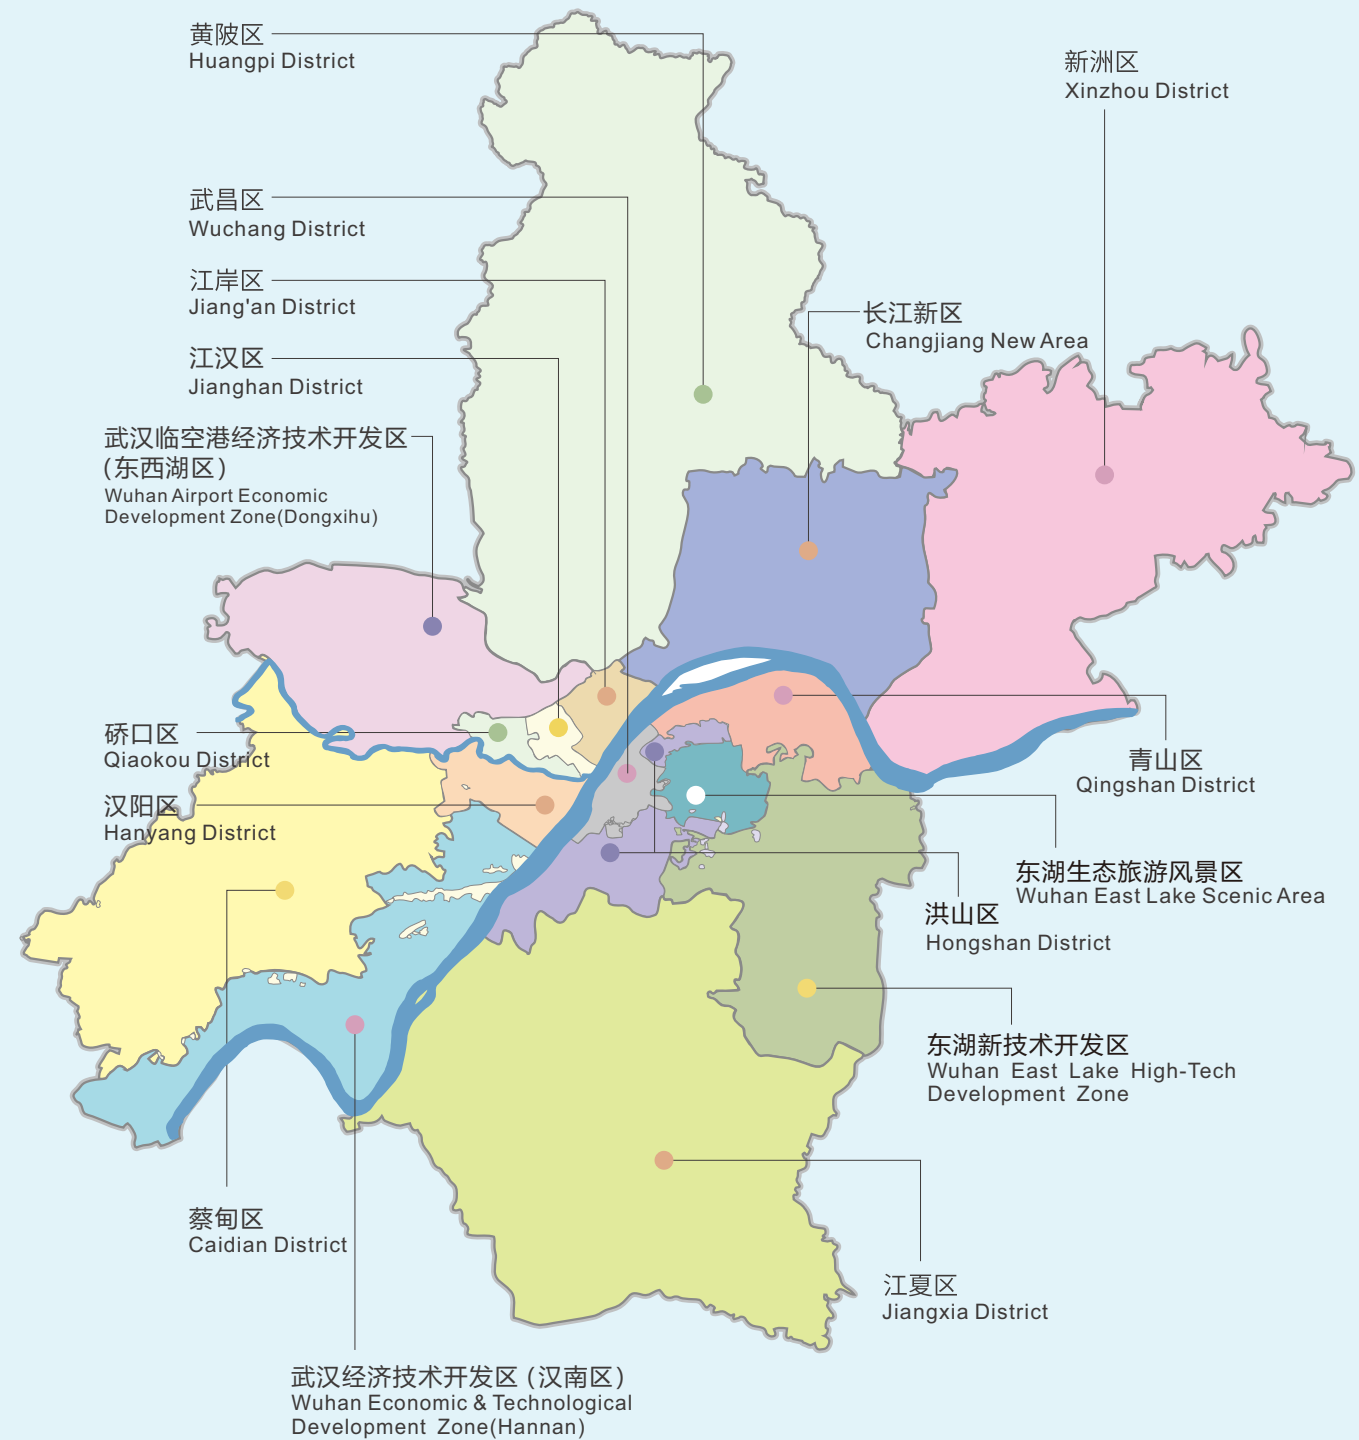 黄陂区
Huangpi District
新洲区
Xinzhou District
武昌区
Wuchang District
江岸区
Jiang'an District
长江新区
Changjiang New Area
江汉区
Jianghan District
武汉临空港经济技术开发区
(东西湖区)
Wuhan Airport Economic
Development Zone(Dongxihu)
硚口区
Qiaokou District
青山区
Qingshan District
汉阳区
Hanyang District
东湖生态旅游风景区
Wuhan East Lake Scenic Area
洪山区
Hongshan District
东湖新技术开发区
Wuhan East Lake High-Tech
Development Zone
蔡甸区
Caidian District
江夏区
Jiangxia District
武汉经济技术开发区(汉南区)
Wuhan Economic & Technological
Development Zone(Hannan)